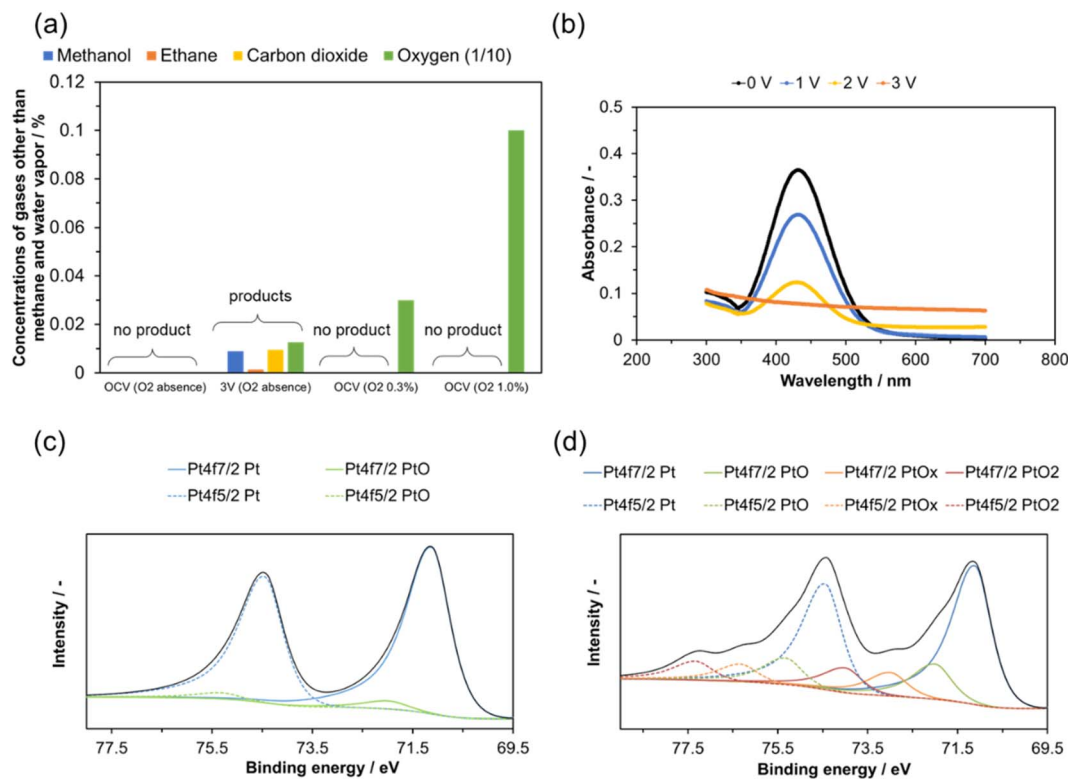 (a)
Methanol Ethane Carbon dioxide Oxygen (1/10)
Concentrations of gases other than
methane and water vapor / %
0.12
0.1
0.08
0.06
0.04
0.02
0
no product
products
no product
no product
OCV (O2 absence) 3V (O2 absence) OCV (O2 0.3%) OCV (O2 1.0%)
(b)
0 V 1 V 2 V 3 V
Absorbance / -
0.5
0.4
0.3
0.2
0.1
0
300 400 500 600 700 800
Wavelength / nm
(c)
Pt4f7/2 Pt Pt4f7/2 PtO
Pt4f5/2 Pt Pt4f5/2 PtO
Intensity / -
77.5 75.5 73.5 71.5 69.5
Binding energy / eV
(d)
Pt4f7/2 Pt Pt4f7/2 PtO Pt4f7/2 PtOx Pt4f7/2 PtO2
Pt4f5/2 Pt Pt4f5/2 PtO Pt4f5/2 PtOx Pt4f5/2 PtO2
Intensity / -
77.5 75.5 73.5 71.5 69.5
Binding energy / eV